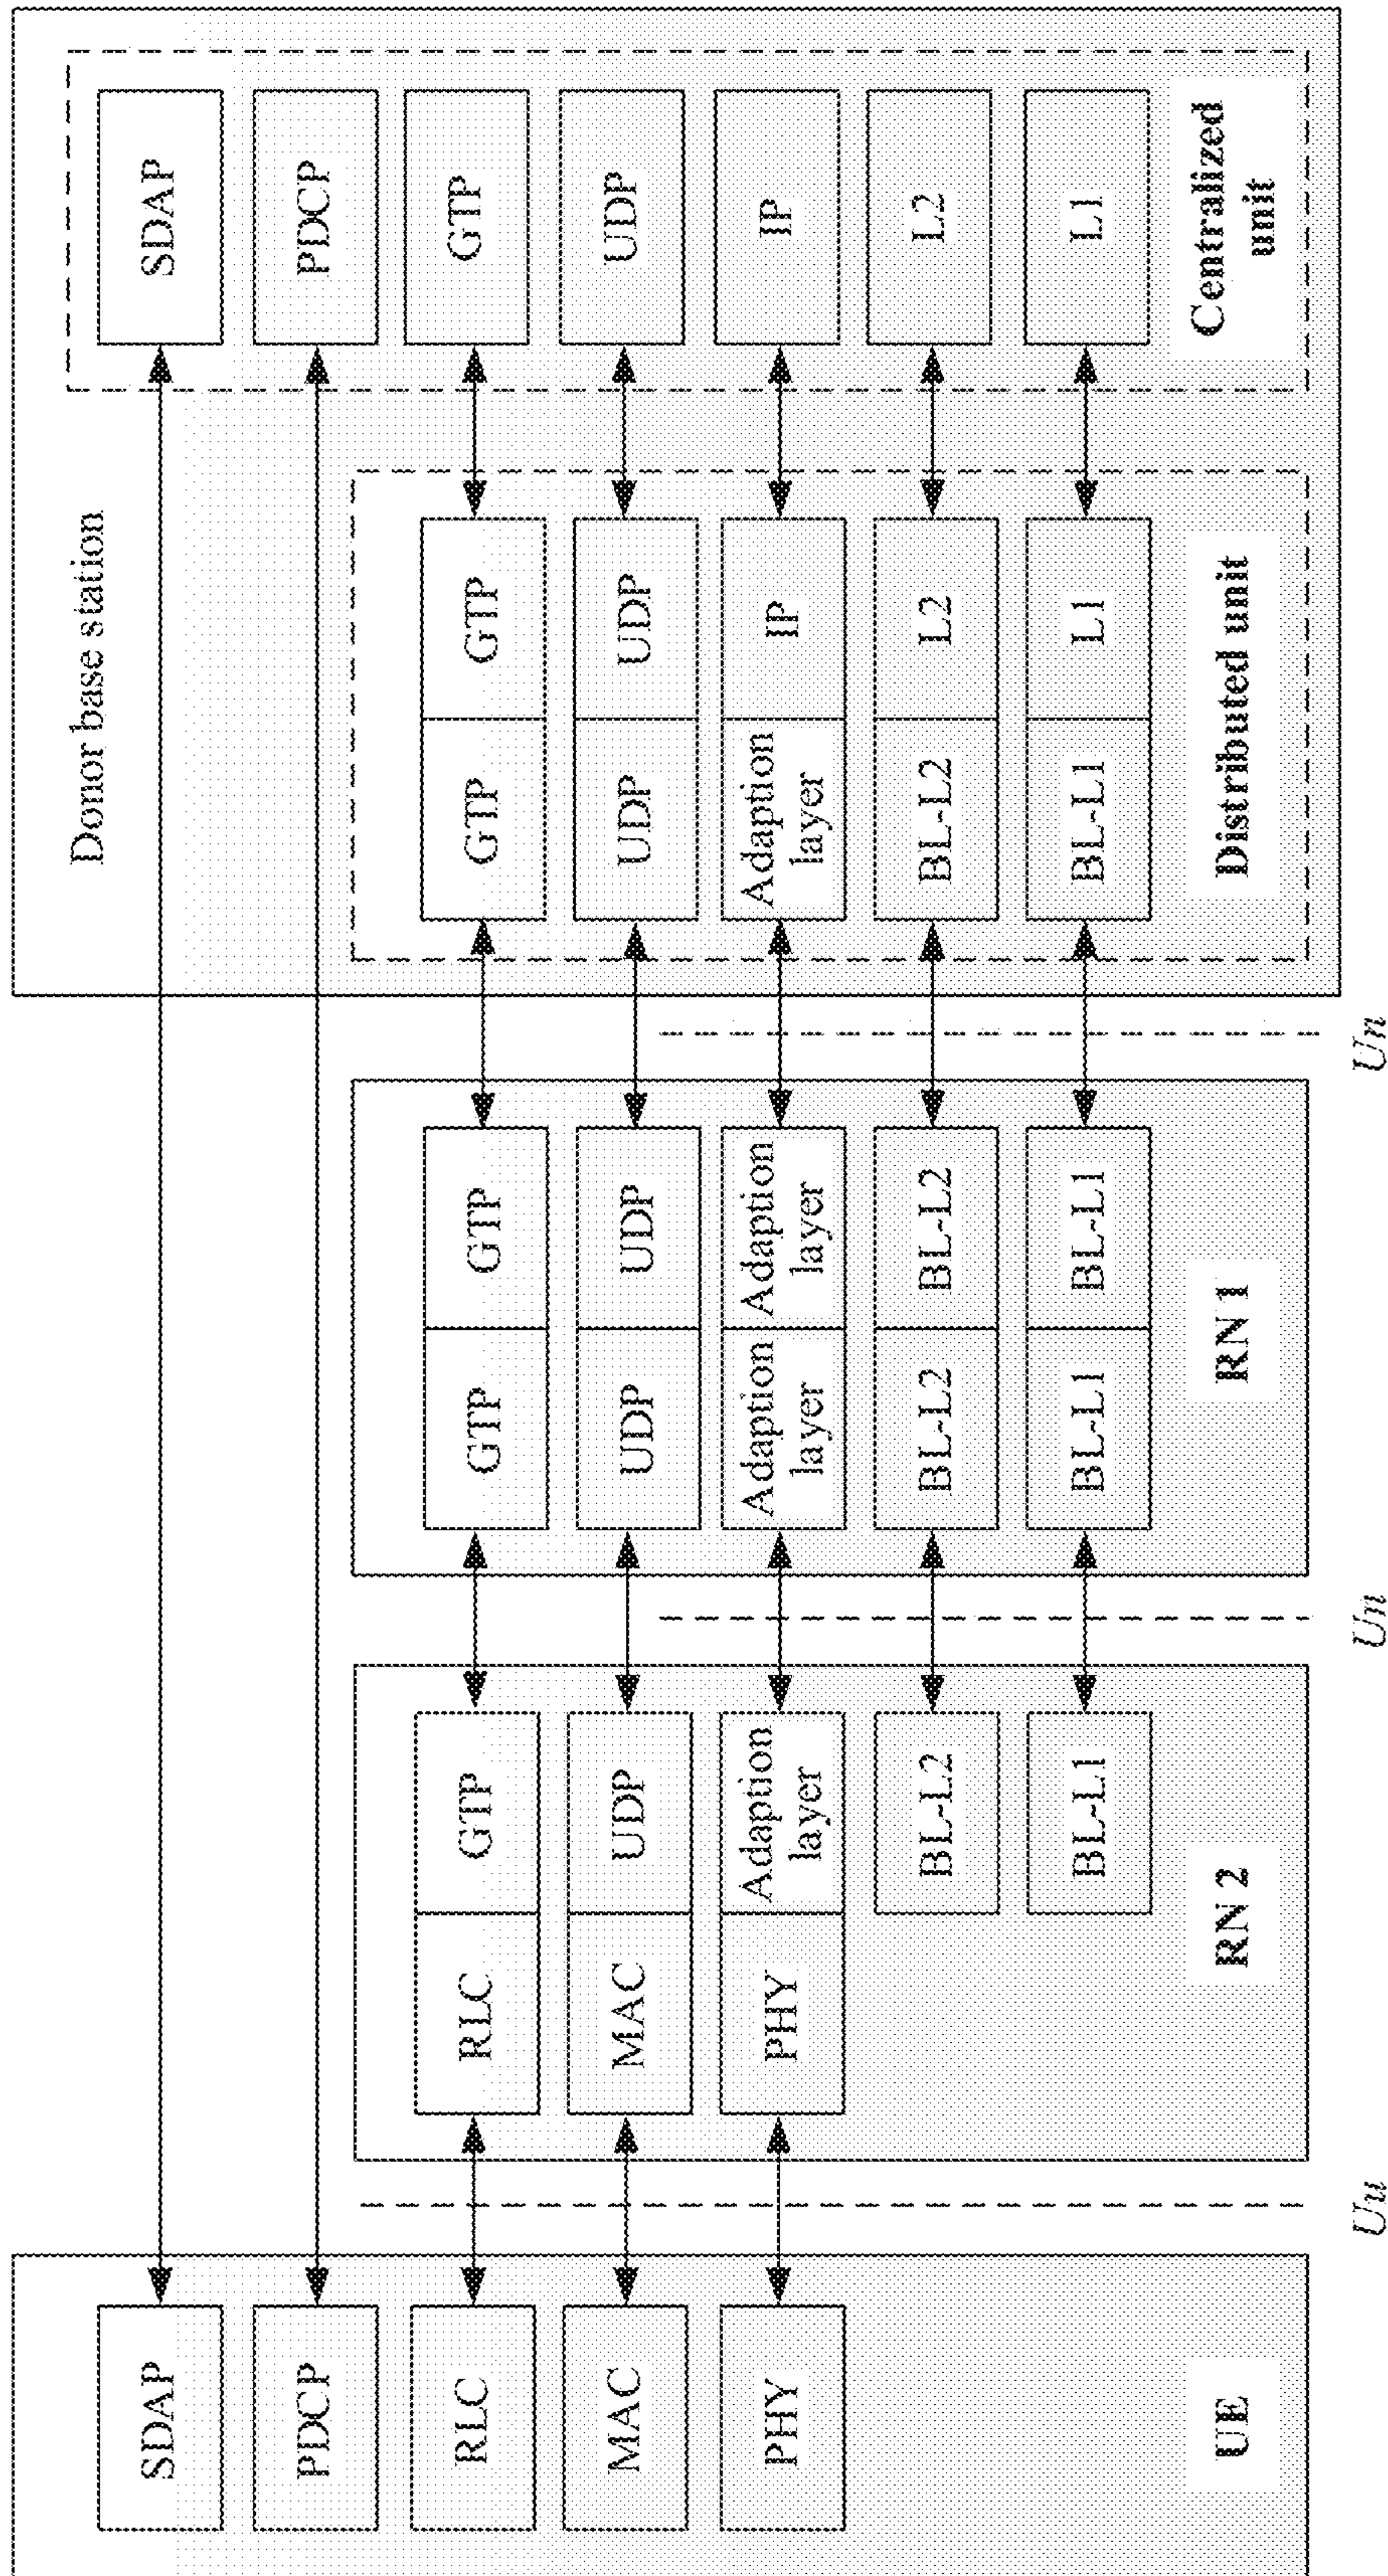 Donor base station
SDAP
PDCP
RLC
MAC
PHY
UE
Uu
RLC
GTP
MAC
UDP
PHY
Adaption
layer
BL-L2
BL-L1
RN 2
Un
GTP
GTP
UDP
UDP
Adaption
layer
Adaption
layer
BL-L2
BL-L2
BL-L1
BL-L1
RN 1
Un
GTP
GTP
UDP
UDP
Adaption
layer
IP
BL-L2
L2
BL-L1
L1
Distributed unit
SDAP
PDCP
GTP
UDP
IP
L2
L1
Centralized
unit